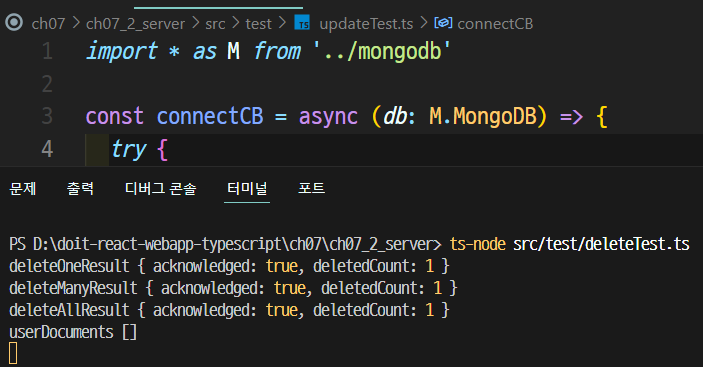 ch07 > ch07_2_server > src > test > TS updateTest.ts > connectCB
1 import * as M from '../mongodb'
2
3 const connectCB = async (db: M.MongoDB) => {
4 try {
문제 출력 디버그 콘솔 터미널 포트
PS D:\doit-react-webapp-typescript\ch07\ch07_2_server> ts-node src/test/deleteTest.ts
deleteOneResult { acknowledged: true, deletedCount: 1 }
deleteManyResult { acknowledged: true, deletedCount: 1 }
deleteAllResult { acknowledged: true, deletedCount: 1 }
userDocuments []